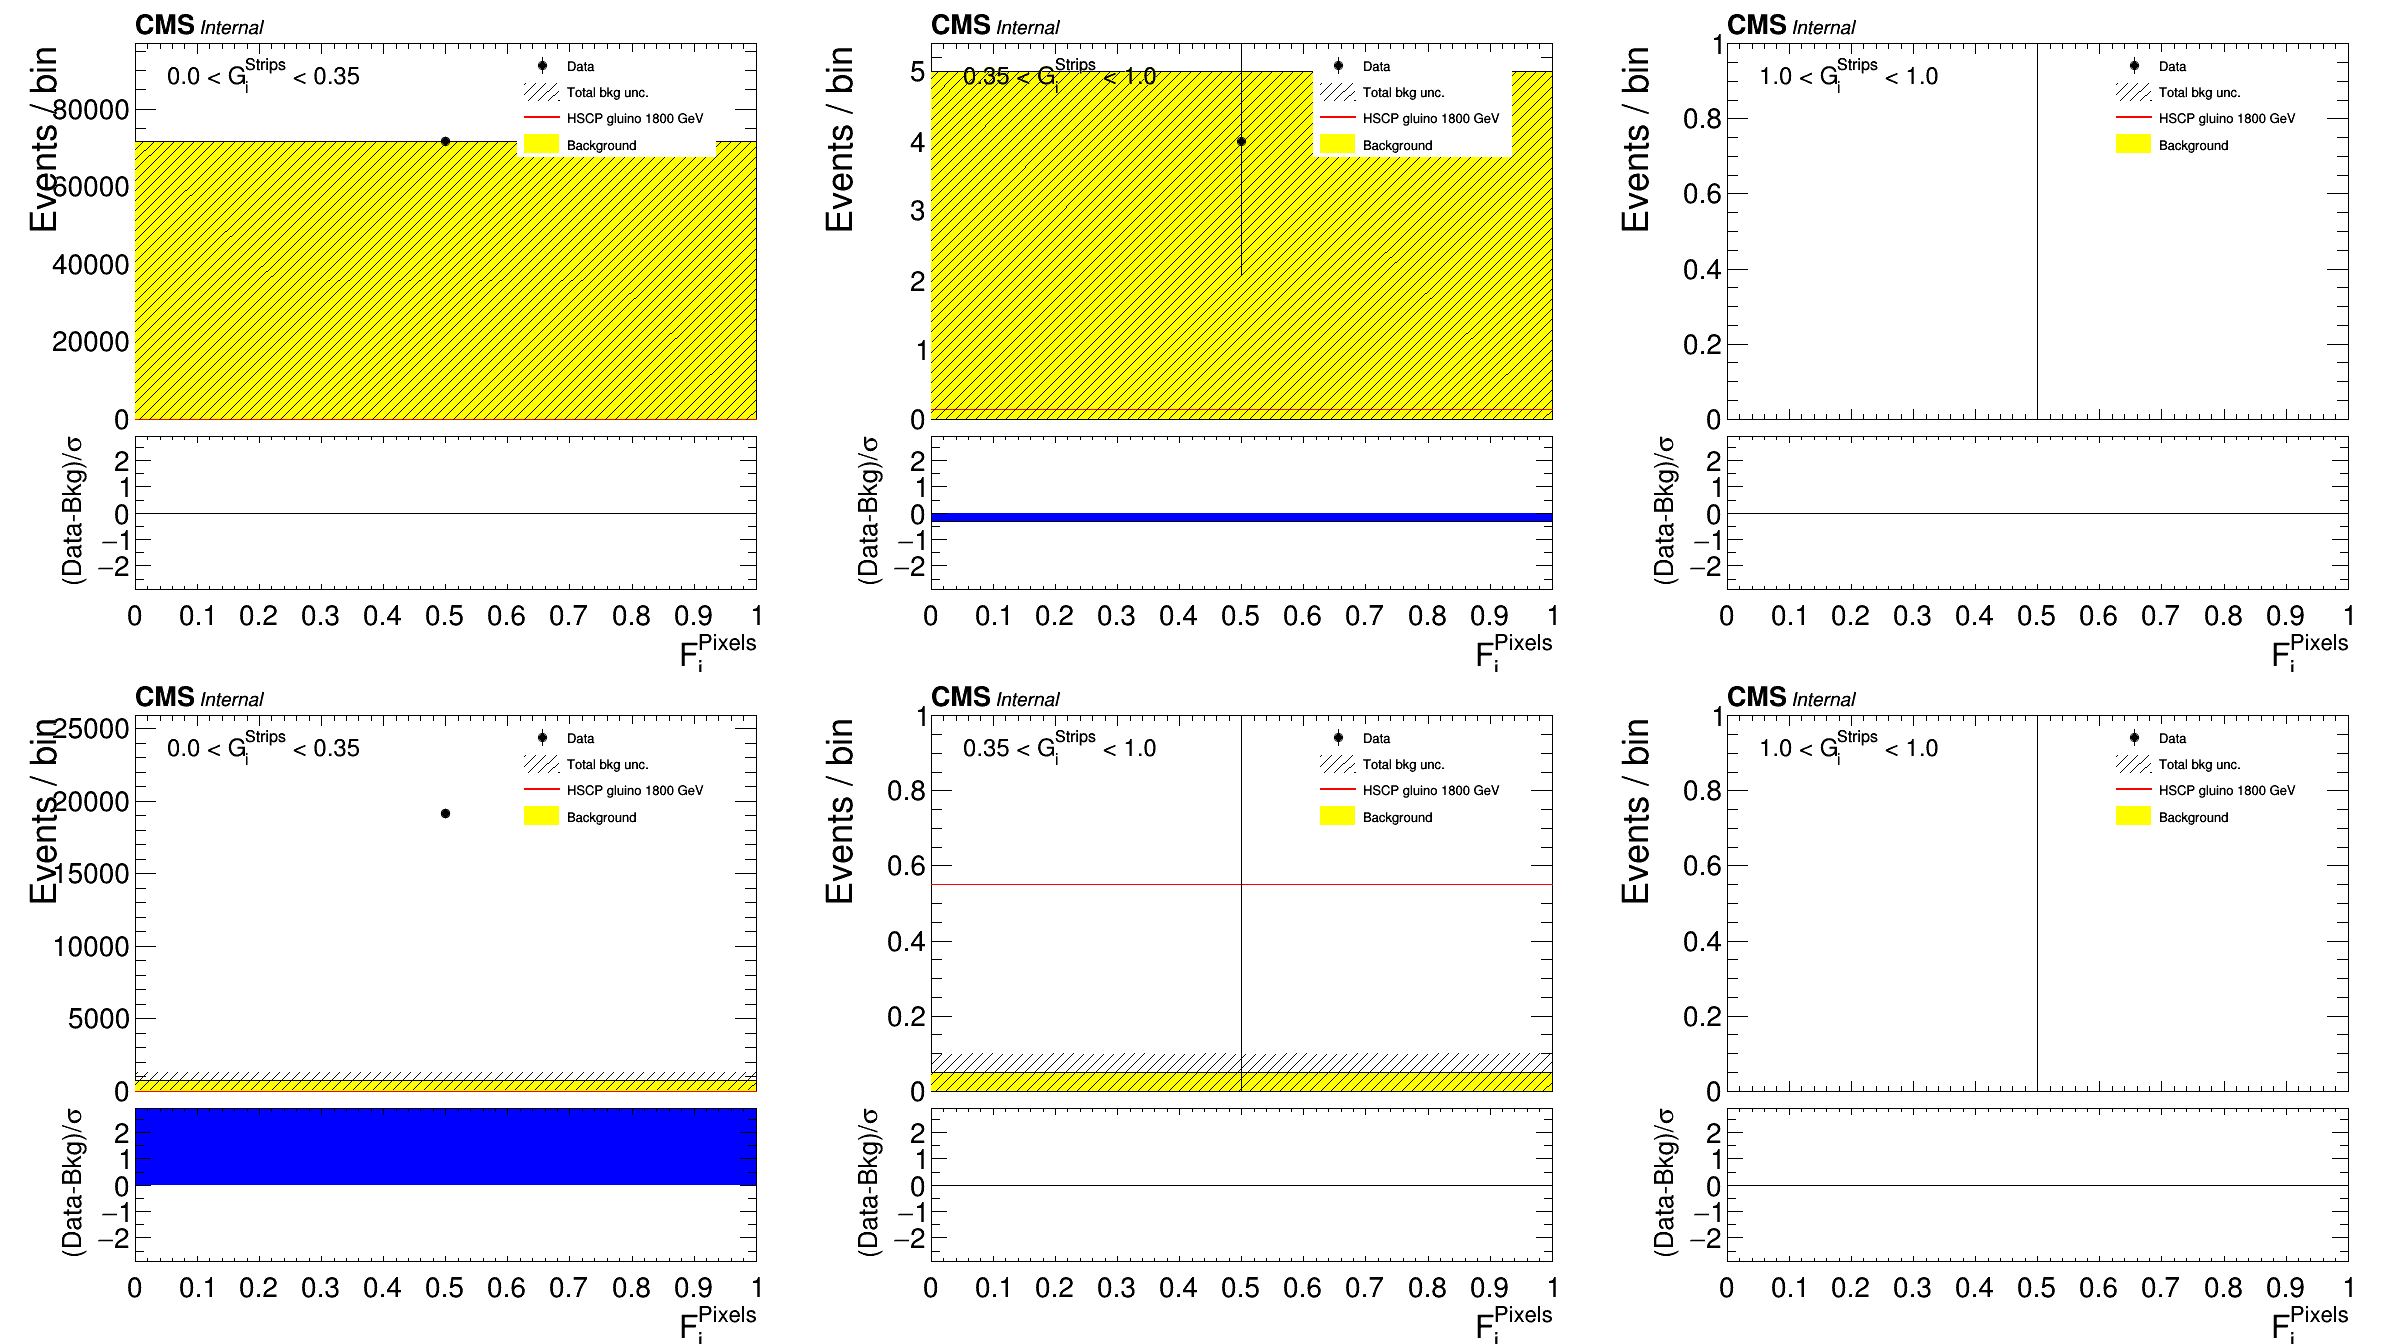 CMS Internal
Events / bin
0.0 < G_i^Strips < 0.35
Data
Total bkg unc.
HSCP gluino 1800 GeV
Background
80000
60000
40000
20000
0
(Data-Bkg)/σ
2
1
0
−1
−2
0 0.1 0.2 0.3 0.4 0.5 0.6 0.7 0.8 0.9 1
F_i^Pixels
CMS Internal
Events / bin
0.35 < G_i^Strips < 1.0
Data
Total bkg unc.
HSCP gluino 1800 GeV
Background
5
4
3
2
1
0
(Data-Bkg)/σ
2
1
0
−1
−2
0 0.1 0.2 0.3 0.4 0.5 0.6 0.7 0.8 0.9 1
F_i^Pixels
CMS Internal
Events / bin
1.0 < G_i^Strips < 1.0
Data
Total bkg unc.
HSCP gluino 1800 GeV
Background
1
0.8
0.6
0.4
0.2
0
(Data-Bkg)/σ
2
1
0
−1
−2
0 0.1 0.2 0.3 0.4 0.5 0.6 0.7 0.8 0.9 1
F_i^Pixels
CMS Internal
Events / bin
0.0 < G_i^Strips < 0.35
Data
Total bkg unc.
HSCP gluino 1800 GeV
Background
25000
20000
15000
10000
5000
0
(Data-Bkg)/σ
2
1
0
−1
−2
0 0.1 0.2 0.3 0.4 0.5 0.6 0.7 0.8 0.9 1
F_i^Pixels
CMS Internal
Events / bin
0.35 < G_i^Strips < 1.0
Data
Total bkg unc.
HSCP gluino 1800 GeV
Background
1
0.8
0.6
0.4
0.2
0
(Data-Bkg)/σ
2
1
0
−1
−2
0 0.1 0.2 0.3 0.4 0.5 0.6 0.7 0.8 0.9 1
F_i^Pixels
CMS Internal
Events / bin
1.0 < G_i^Strips < 1.0
Data
Total bkg unc.
HSCP gluino 1800 GeV
Background
1
0.8
0.6
0.4
0.2
0
(Data-Bkg)/σ
2
1
0
−1
−2
0 0.1 0.2 0.3 0.4 0.5 0.6 0.7 0.8 0.9 1
F_i^Pixels